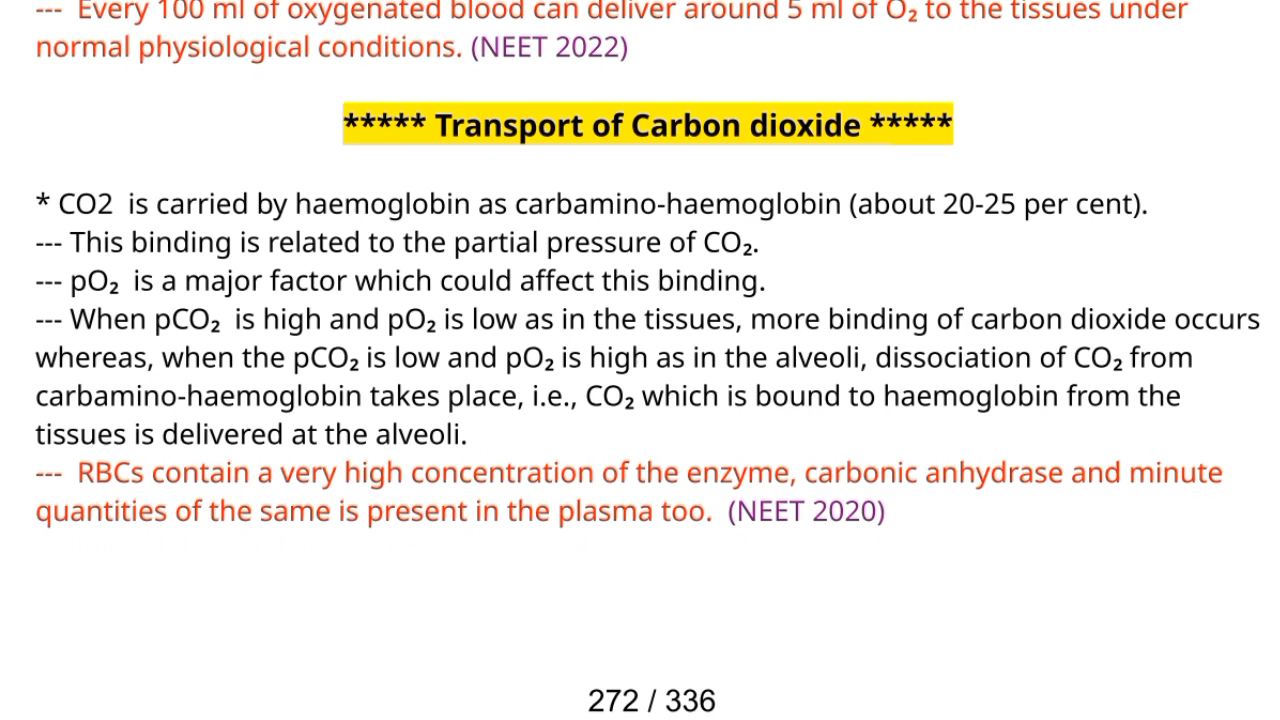 --- Every 100 ml of oxygenated blood can deliver around 5 ml of O₂ to the tissues under
normal physiological conditions. (NEET 2022)
***** Transport of Carbon dioxide *****
* CO2 is carried by haemoglobin as carbamino-haemoglobin (about 20-25 per cent).
--- This binding is related to the partial pressure of CO₂.
--- pO₂ is a major factor which could affect this binding.
--- When pCO₂ is high and pO₂ is low as in the tissues, more binding of carbon dioxide occurs
whereas, when the pCO₂ is low and pO₂ is high as in the alveoli, dissociation of CO₂ from
carbamino-haemoglobin takes place, i.e., CO₂ which is bound to haemoglobin from the
tissues is delivered at the alveoli.
--- RBCs contain a very high concentration of the enzyme, carbonic anhydrase and minute
quantities of the same is present in the plasma too. (NEET 2020)
272 / 336